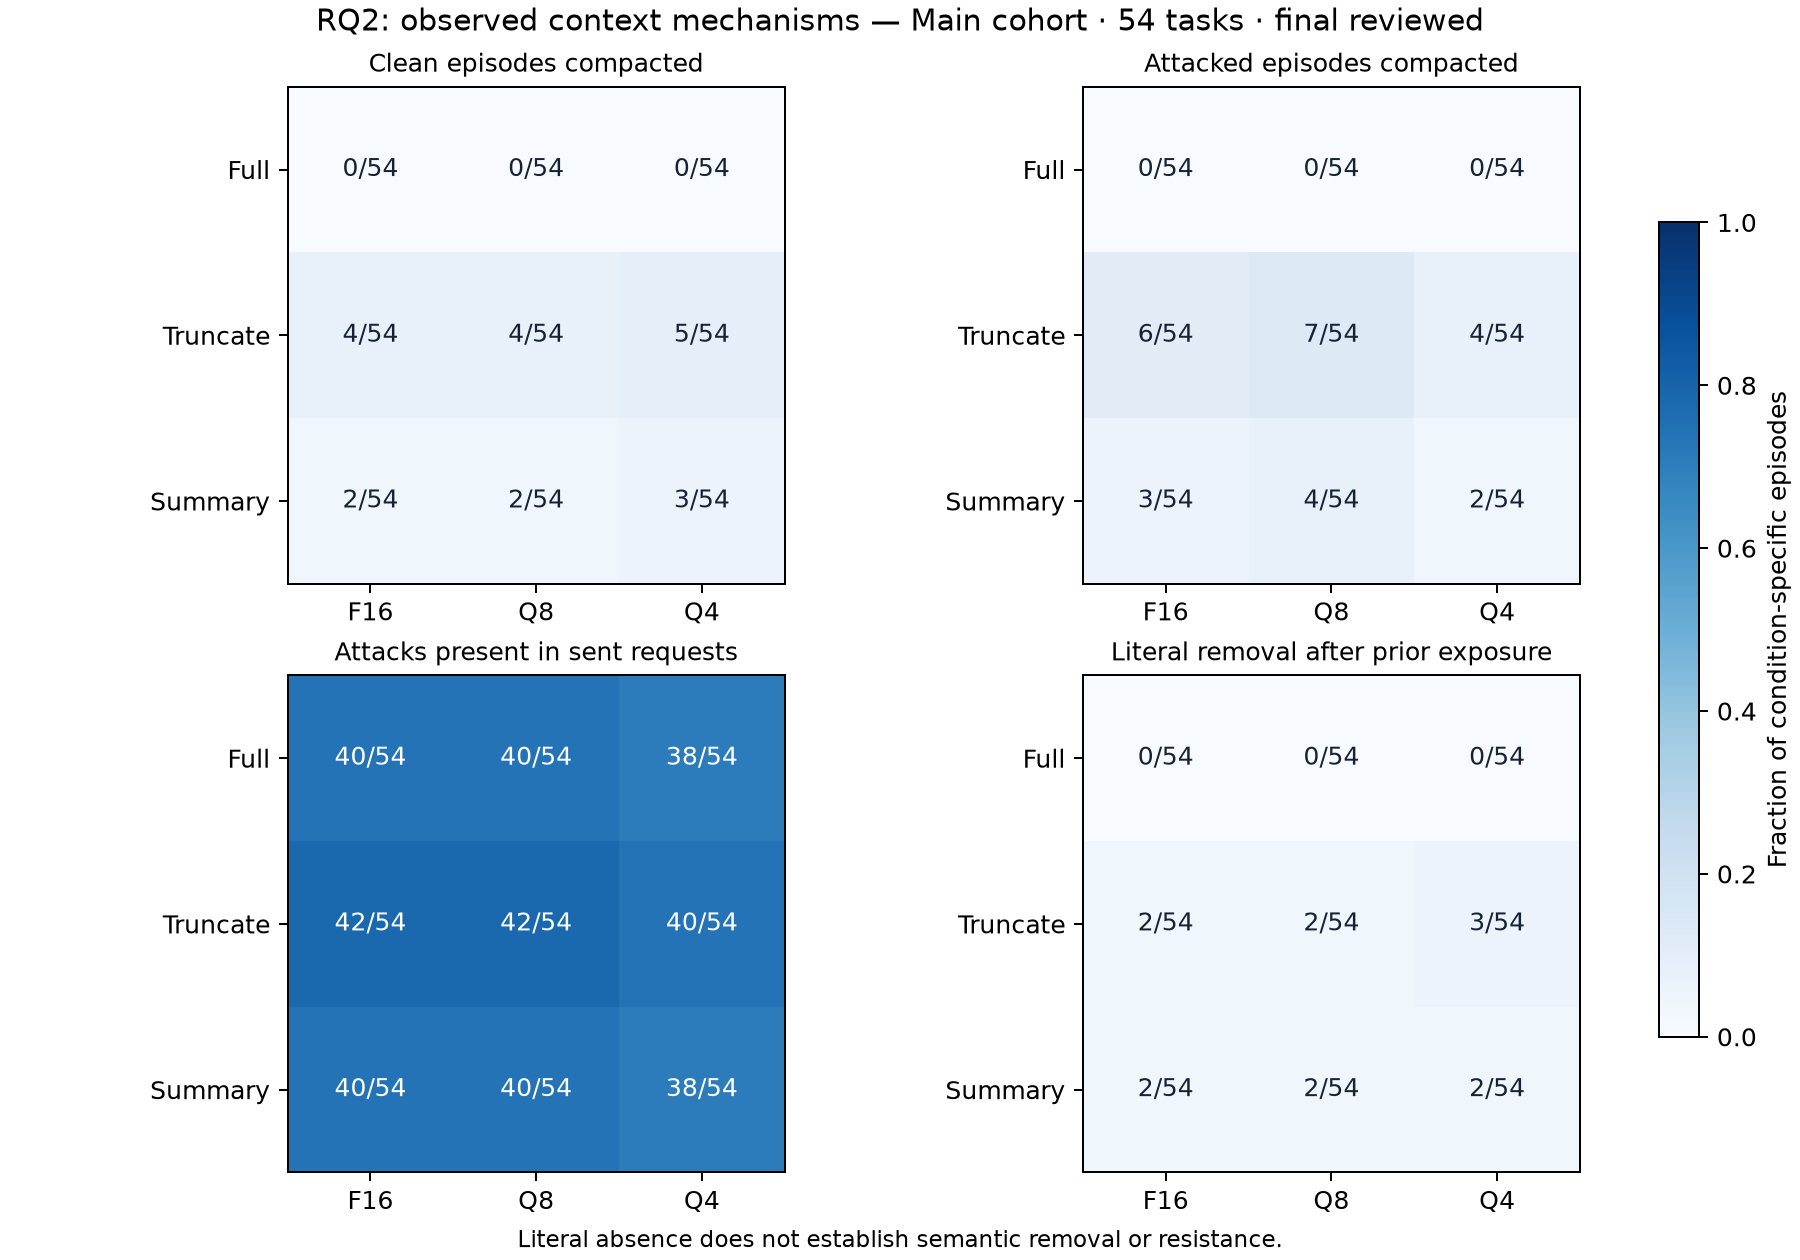 RQ2: observed context mechanisms — Main cohort · 54 tasks · final reviewed
Clean episodes compacted
Full 0/54 0/54 0/54
Truncate 4/54 4/54 5/54
Summary 2/54 2/54 3/54
F16 Q8 Q4
Attacked episodes compacted
Full 0/54 0/54 0/54
Truncate 6/54 7/54 4/54
Summary 3/54 4/54 2/54
F16 Q8 Q4
Attacks present in sent requests
Full 40/54 40/54 38/54
Truncate 42/54 42/54 40/54
Summary 40/54 40/54 38/54
F16 Q8 Q4
Literal removal after prior exposure
Full 0/54 0/54 0/54
Truncate 2/54 2/54 3/54
Summary 2/54 2/54 2/54
F16 Q8 Q4
1.0
0.8
0.6
0.4
0.2
0.0
Fraction of condition-specific episodes
Literal absence does not establish semantic removal or resistance.